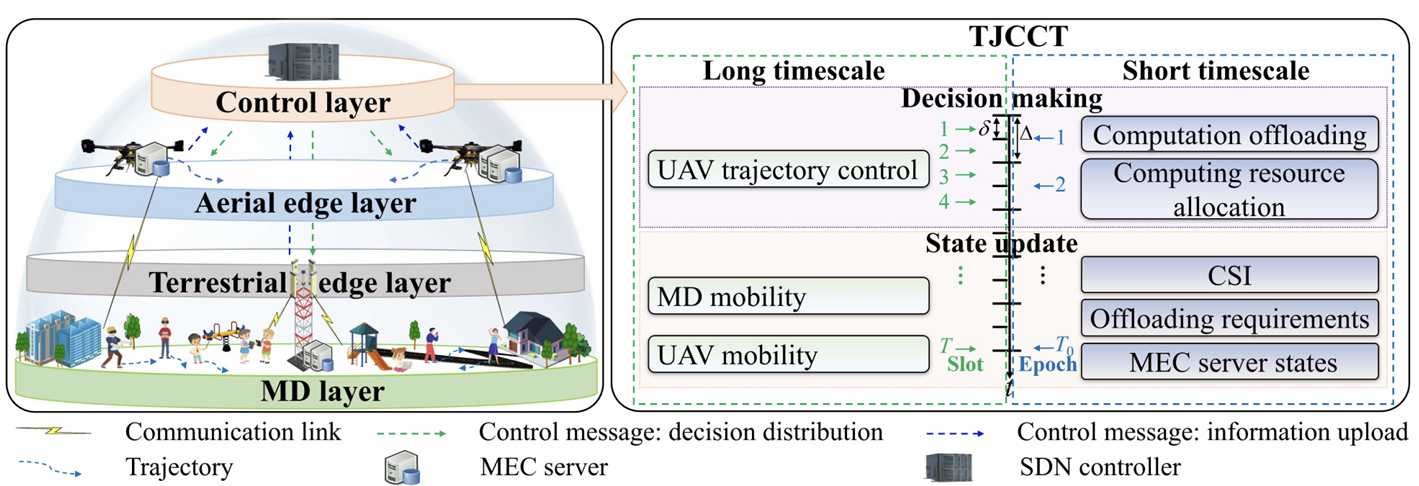 Control layer
Aerial edge layer
Terrestrial edge layer
MD layer
TJCCT
Long timescale
Short timescale
Decision making
UAV trajectory control
1
2
3
4
δ
Δ
1
2
Computation offloading
Computing resource
allocation
State update
MD mobility
UAV mobility
⋮
⋮
T
Slot
T₀
Epoch
t
CSI
Offloading requirements
MEC server states
Communication link
Control message: decision distribution
Control message: information upload
Trajectory
MEC server
SDN controller